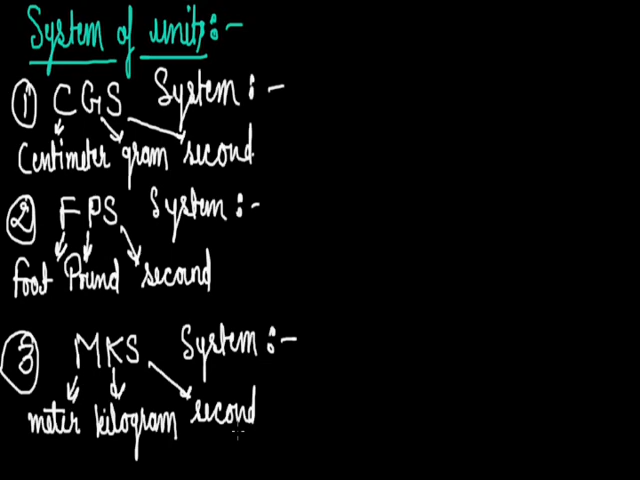 System of units:-
① CGS System:-
Centimeter gram second
② FPS System:-
foot Pound second
③ MKS System:-
meter kilogram second